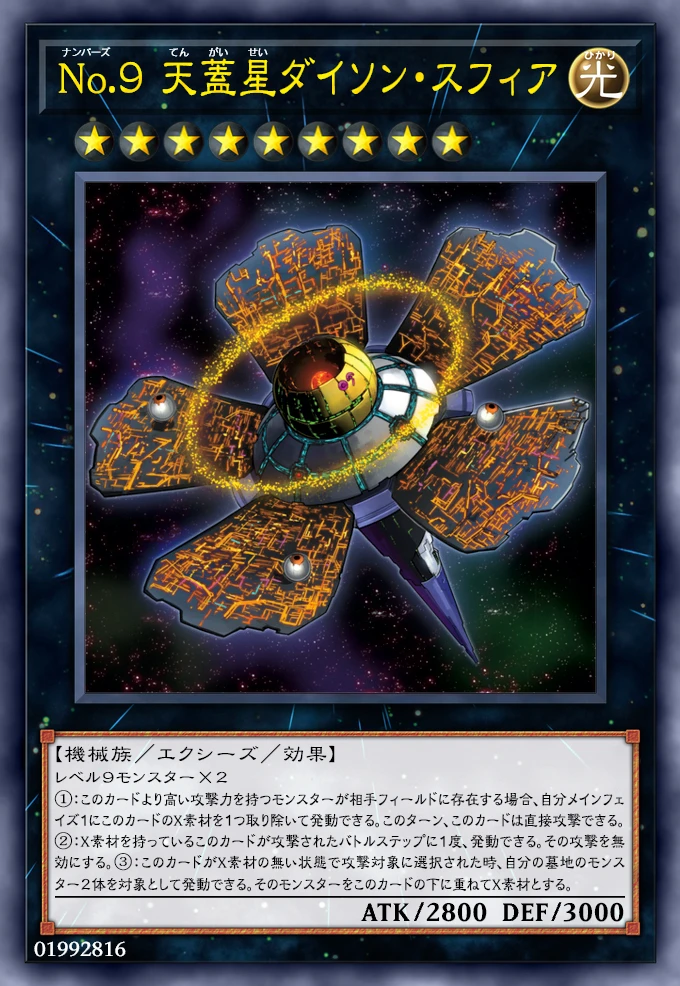 ナンバーズ てん がい せい
No.9 天蓋星ダイソン・スフィア
ひかり
光
【機械族／エクシーズ／効果】
レベル９モンスター×２
①：このカードより高い攻撃力を持つモンスターが相手フィールドに存在する場合、自分メインフェ
イズ1にこのカードのX素材を１つ取り除いて発動できる。このターン、このカードは直接攻撃できる。
②：X素材を持っているこのカードが攻撃されたバトルステップに１度、発動できる。その攻撃を無
効にする。③：このカードがX素材の無い状態で攻撃対象に選択された時、自分の墓地のモンス
ター２体を対象として発動できる。そのモンスターをこのカードの下に重ねてX素材とする。
ATK/2800 DEF/3000
01992816